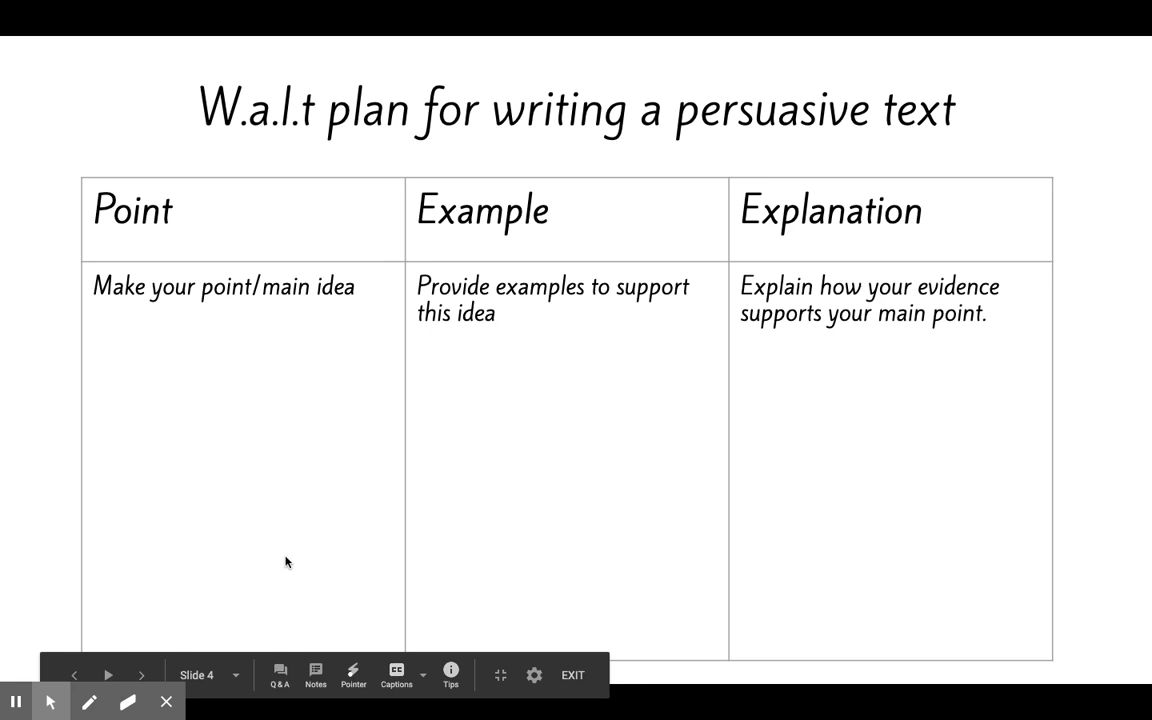 W.a.l.t plan for writing a persuasive text
Point
Example
Explanation
Make your point/main idea
Provide examples to support
this idea
Explain how your evidence
supports your main point.
Slide 4
Q & A
Notes
Pointer
CC
Captions
Tips
EXIT